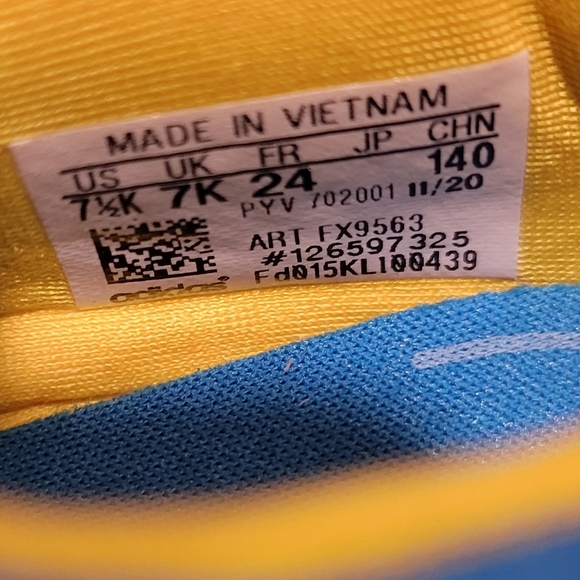 MADE IN VIETNAM
US UK FR JP CHN
7½K 7K 24 140
PYV 702001 11/20
ART FX9563
#126597325
Fd015KLI00439
adidas